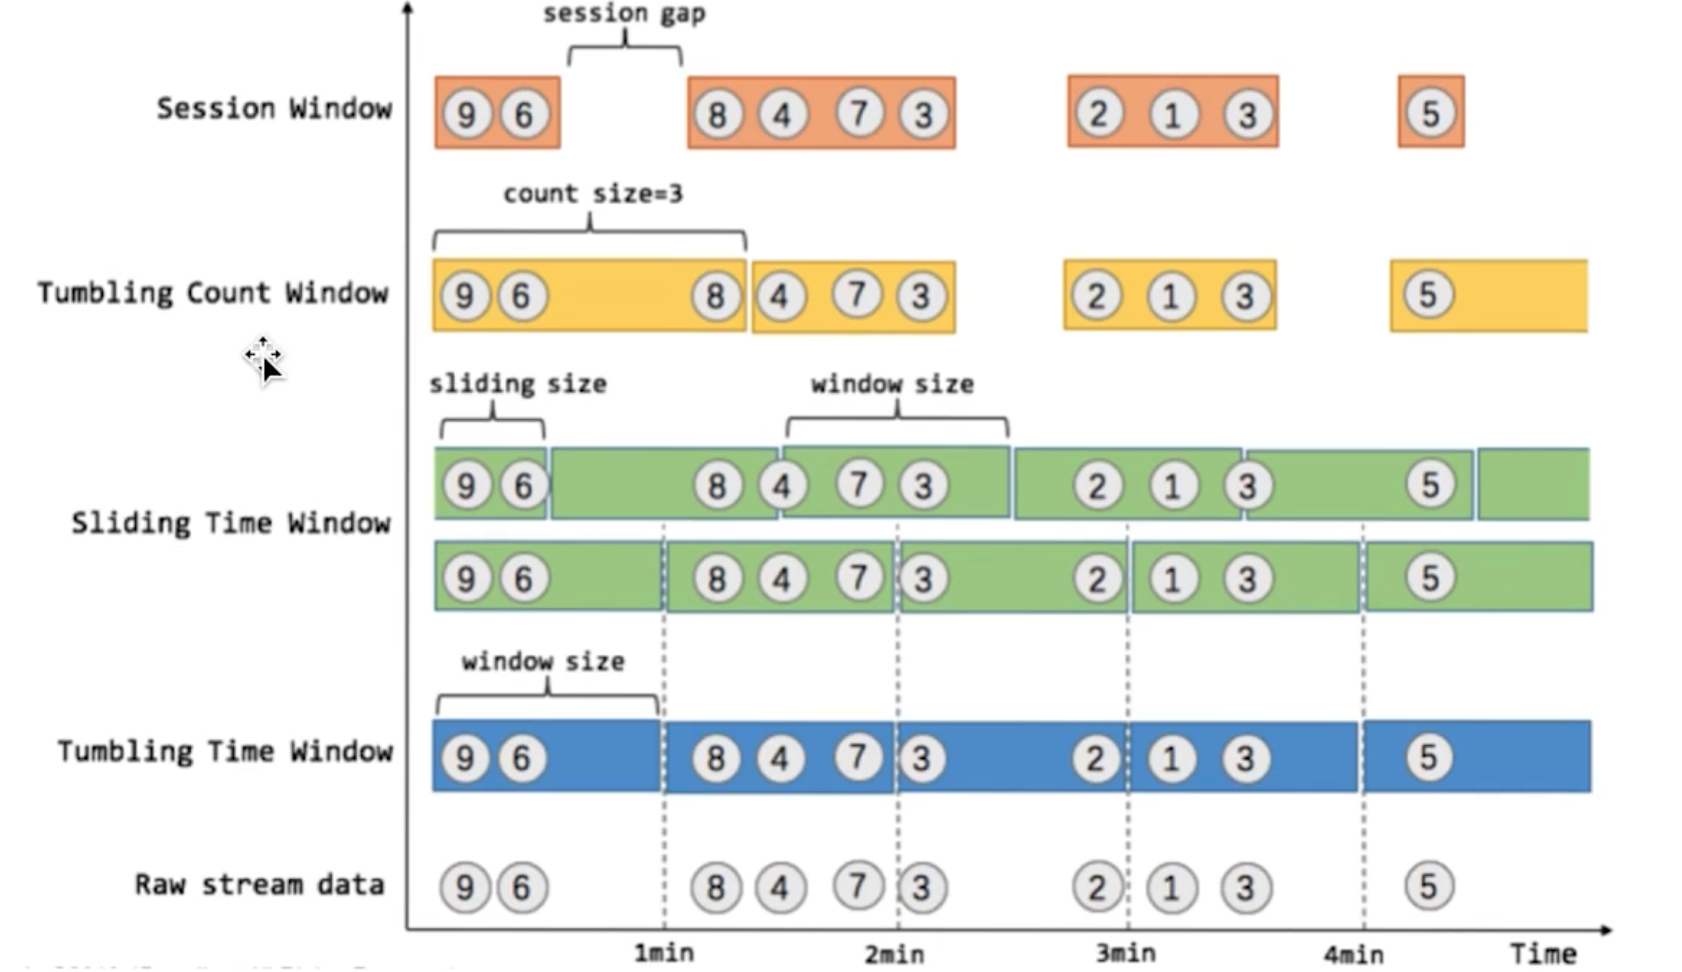 session gap
Session Window 9 6 8 4 7 3 2 1 3 5
count size=3
Tumbling Count Window 9 6 8 4 7 3 2 1 3 5
sliding size window size
9 6 8 4 7 3 2 1 3 5
Sliding Time Window
9 6 8 4 7 3 2 1 3 5
window size
Tumbling Time Window 9 6 8 4 7 3 2 1 3 5
Raw stream data 9 6 8 4 7 3 2 1 3 5
1min 2min 3min 4min Time